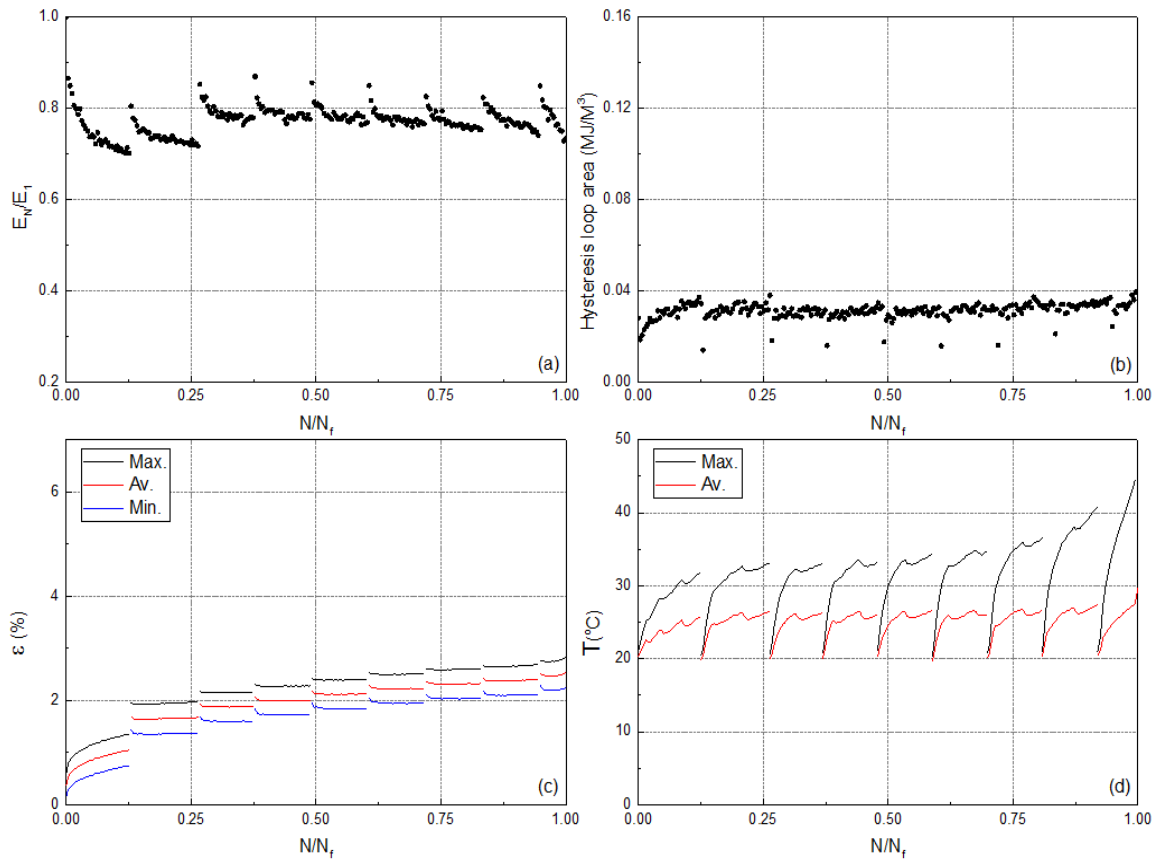 1.0
0.8
0.6
0.4
0.2
E_N/E_1
0.00 0.25 0.50 0.75 1.00
N/N_f
(a)
0.16
0.12
0.08
0.04
0.00
Hysteresis loop area (MJ/M³)
0.00 0.25 0.50 0.75 1.00
N/N_f
(b)
6
4
2
0
ε (%)
Max.
Av.
Min.
0.00 0.25 0.50 0.75 1.00
N/N_f
(c)
50
40
30
20
10
0
T(°C)
Max.
Av.
0.00 0.25 0.50 0.75 1.00
N/N_f
(d)